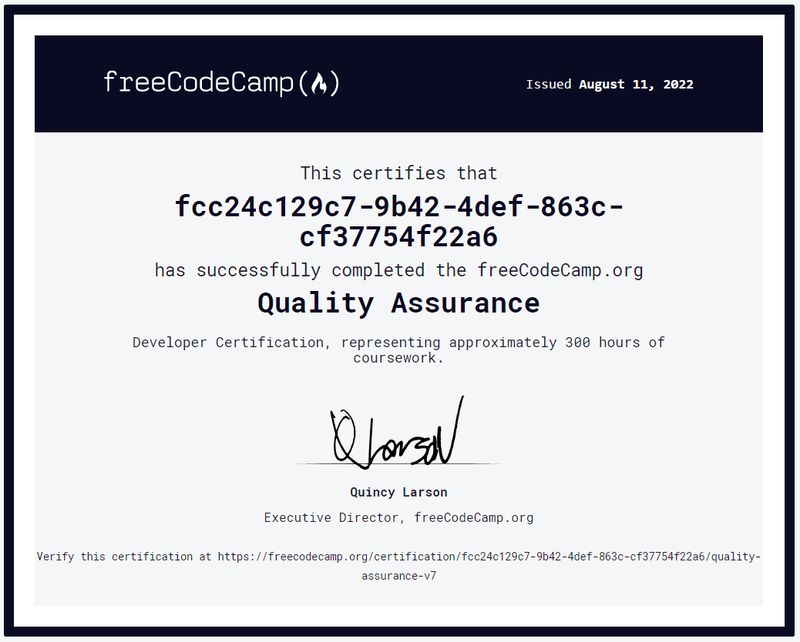 freeCodeCamp(🔥)
Issued August 11, 2022
This certifies that
fcc24c129c7-9b42-4def-863c-
cf37754f22a6
has successfully completed the freeCodeCamp.org
Quality Assurance
Developer Certification, representing approximately 300 hours of
coursework.
Q Larson
Quincy Larson
Executive Director, freeCodeCamp.org
Verify this certification at https://freecodecamp.org/certification/fcc24c129c7-9b42-4def-863c-cf37754f22a6/quality-
assurance-v7